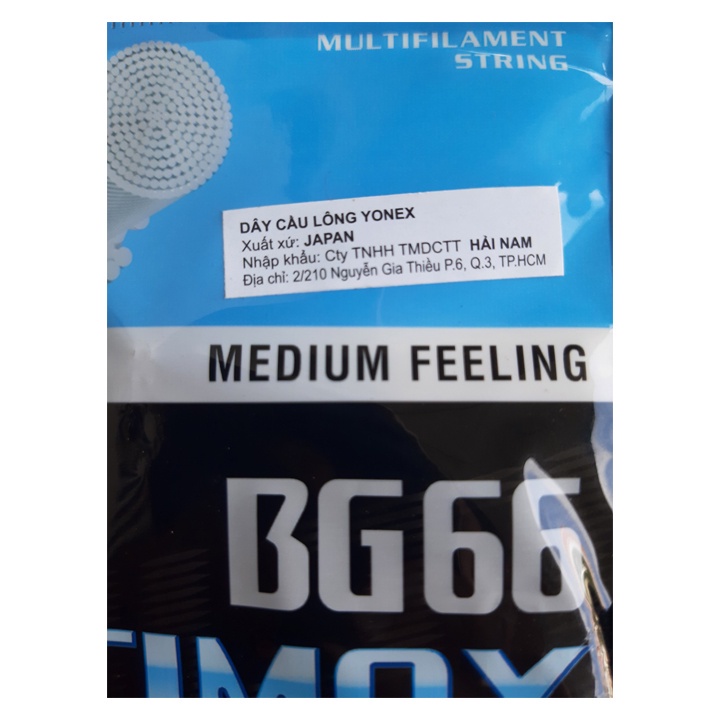 MULTIFILAMENT
STRING
DÂY CẦU LÔNG YONEX
Xuất xứ: JAPAN
Nhập khẩu: Cty TNHH TMDCTT HẢI NAM
Địa chỉ: 2/210 Nguyễn Gia Thiều P.6, Q.3, TP.HCM
MEDIUM FEELING
BG66